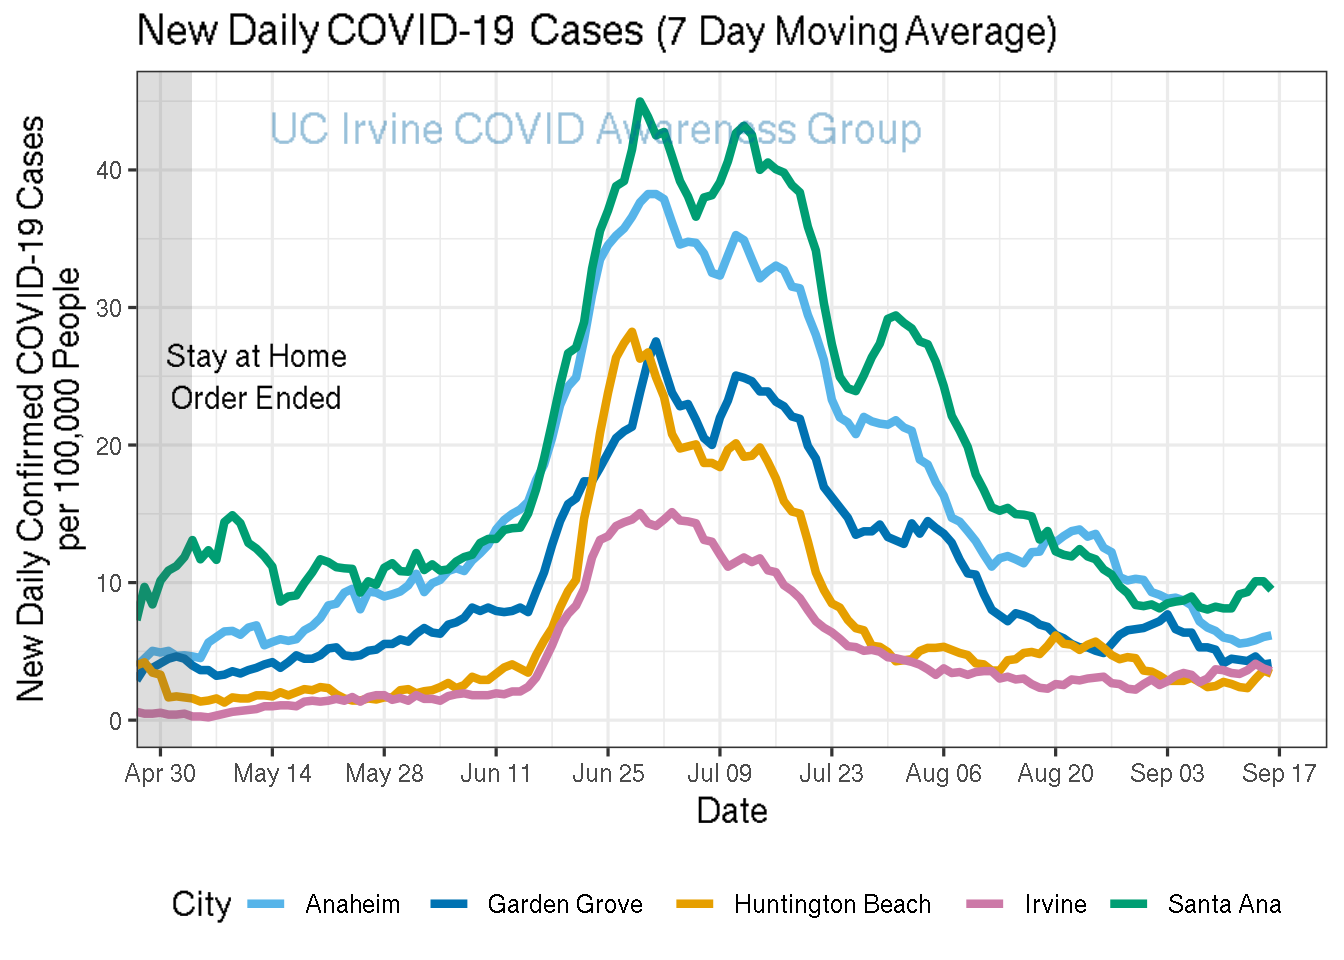 New Daily COVID-19 Cases (7 Day Moving Average)
UC Irvine COVID Awareness Group
New Daily Confirmed COVID-19 Cases
per 100,000 People
40
30
20
10
0
Stay at Home
Order Ended
Apr 30 May 14 May 28 Jun 11 Jun 25 Jul 09 Jul 23 Aug 06 Aug 20 Sep 03 Sep 17
Date
City Anaheim Garden Grove Huntington Beach Irvine Santa Ana